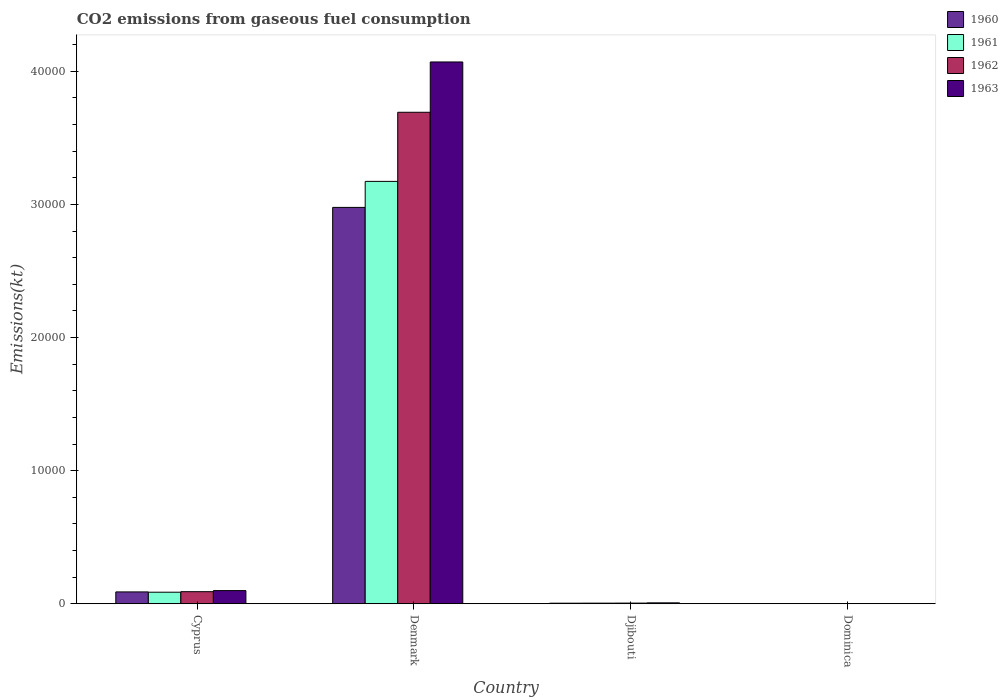 CO2 emissions from gaseous fuel consumption
1960
1961
1962
1963
Emissions(kt)
40000
30000
20000
10000
0
Cyprus
Denmark
Djibouti
Dominica
Country